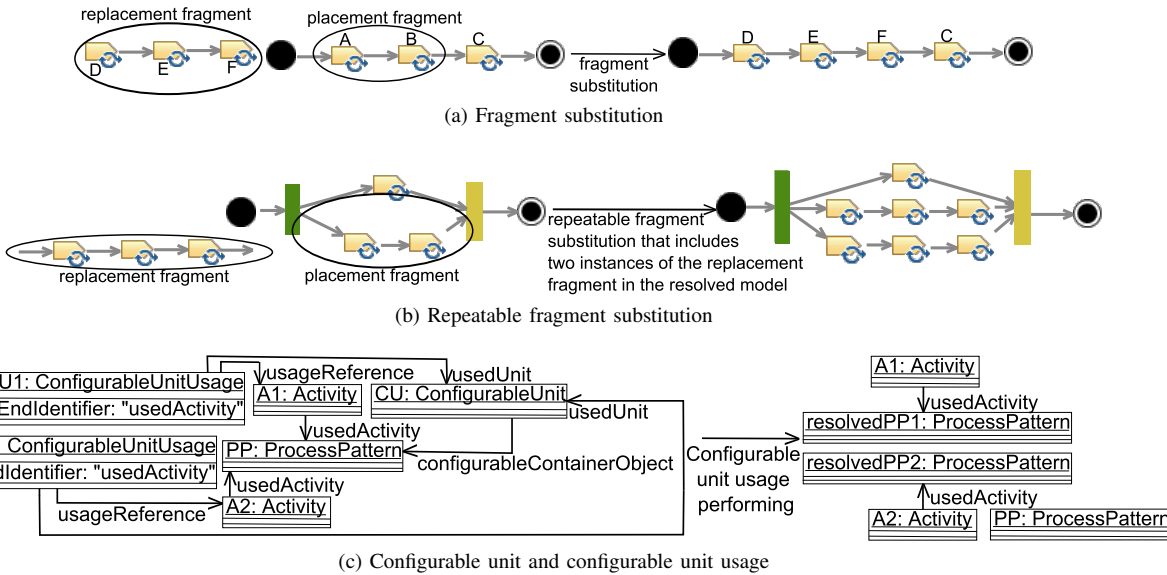 replacement fragment
placement fragment
A B C
D E F
D E F C
fragment
substitution
(a) Fragment substitution
replacement fragment
placement fragment
repeatable fragment
substitution that includes
two instances of the replacement
fragment in the resolved model
(b) Repeatable fragment substitution
U1: ConfigurableUnitUsage
EndIdentifier: "usedActivity"
usageReference
usedUnit
A1: Activity
CU: ConfigurableUnit
usedUnit
usedActivity
: ConfigurableUnitUsage
dIdentifier: "usedActivity"
PP: ProcessPattern
configurableContainerObject
usedActivity
usageReference
A2: Activity
Configurable
unit usage
performing
A1: Activity
usedActivity
resolvedPP1: ProcessPattern
resolvedPP2: ProcessPattern
usedActivity
A2: Activity
PP: ProcessPattern
(c) Configurable unit and configurable unit usage